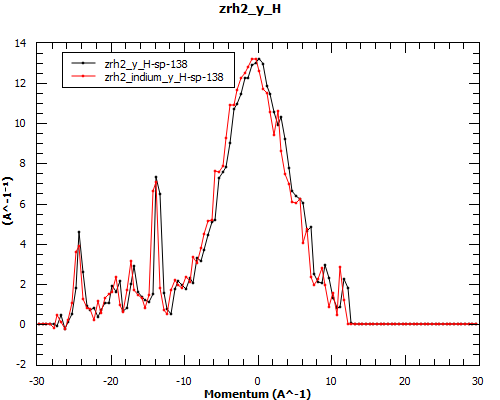 zrh2_y_H
zrh2_y_H-sp-138
zrh2_indium_y_H-sp-138
14
12
10
8
6
4
2
0
-2
(A^-1-1)
-30 -20 -10 0 10 20 30
Momentum (A^-1)